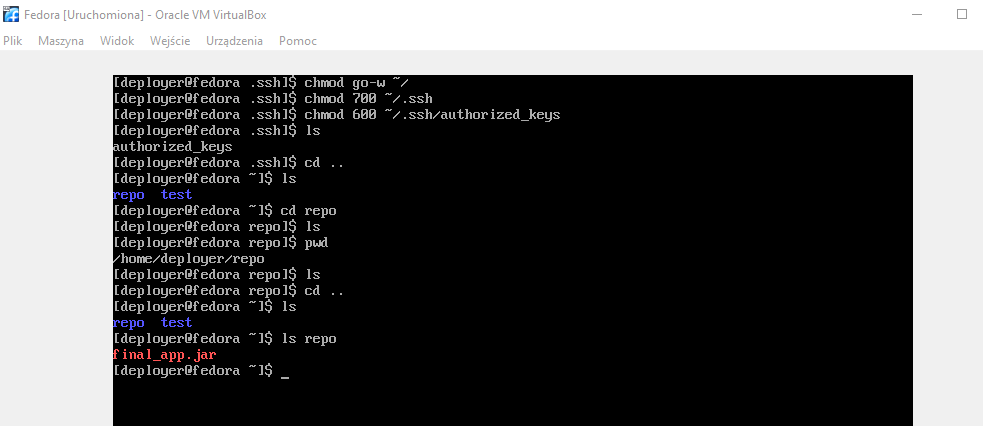 Fedora [Uruchomiona] - Oracle VM VirtualBox
Plik Maszyna Widok Wejście Urządzenia Pomoc
[deployer@fedora .ssh]$ chmod go-w ~/
[deployer@fedora .ssh]$ chmod 700 ~/.ssh
[deployer@fedora .ssh]$ chmod 600 ~/.ssh/authorized_keys
[deployer@fedora .ssh]$ ls
authorized_keys
[deployer@fedora .ssh]$ cd ..
[deployer@fedora ~]$ ls
repo test
[deployer@fedora ~]$ cd repo
[deployer@fedora repo]$ ls
[deployer@fedora repo]$ pwd
/home/deployer/repo
[deployer@fedora repo]$ ls
[deployer@fedora repo]$ cd ..
[deployer@fedora ~]$ ls
repo test
[deployer@fedora ~]$ ls repo
final_app.jar
[deployer@fedora ~]$ _